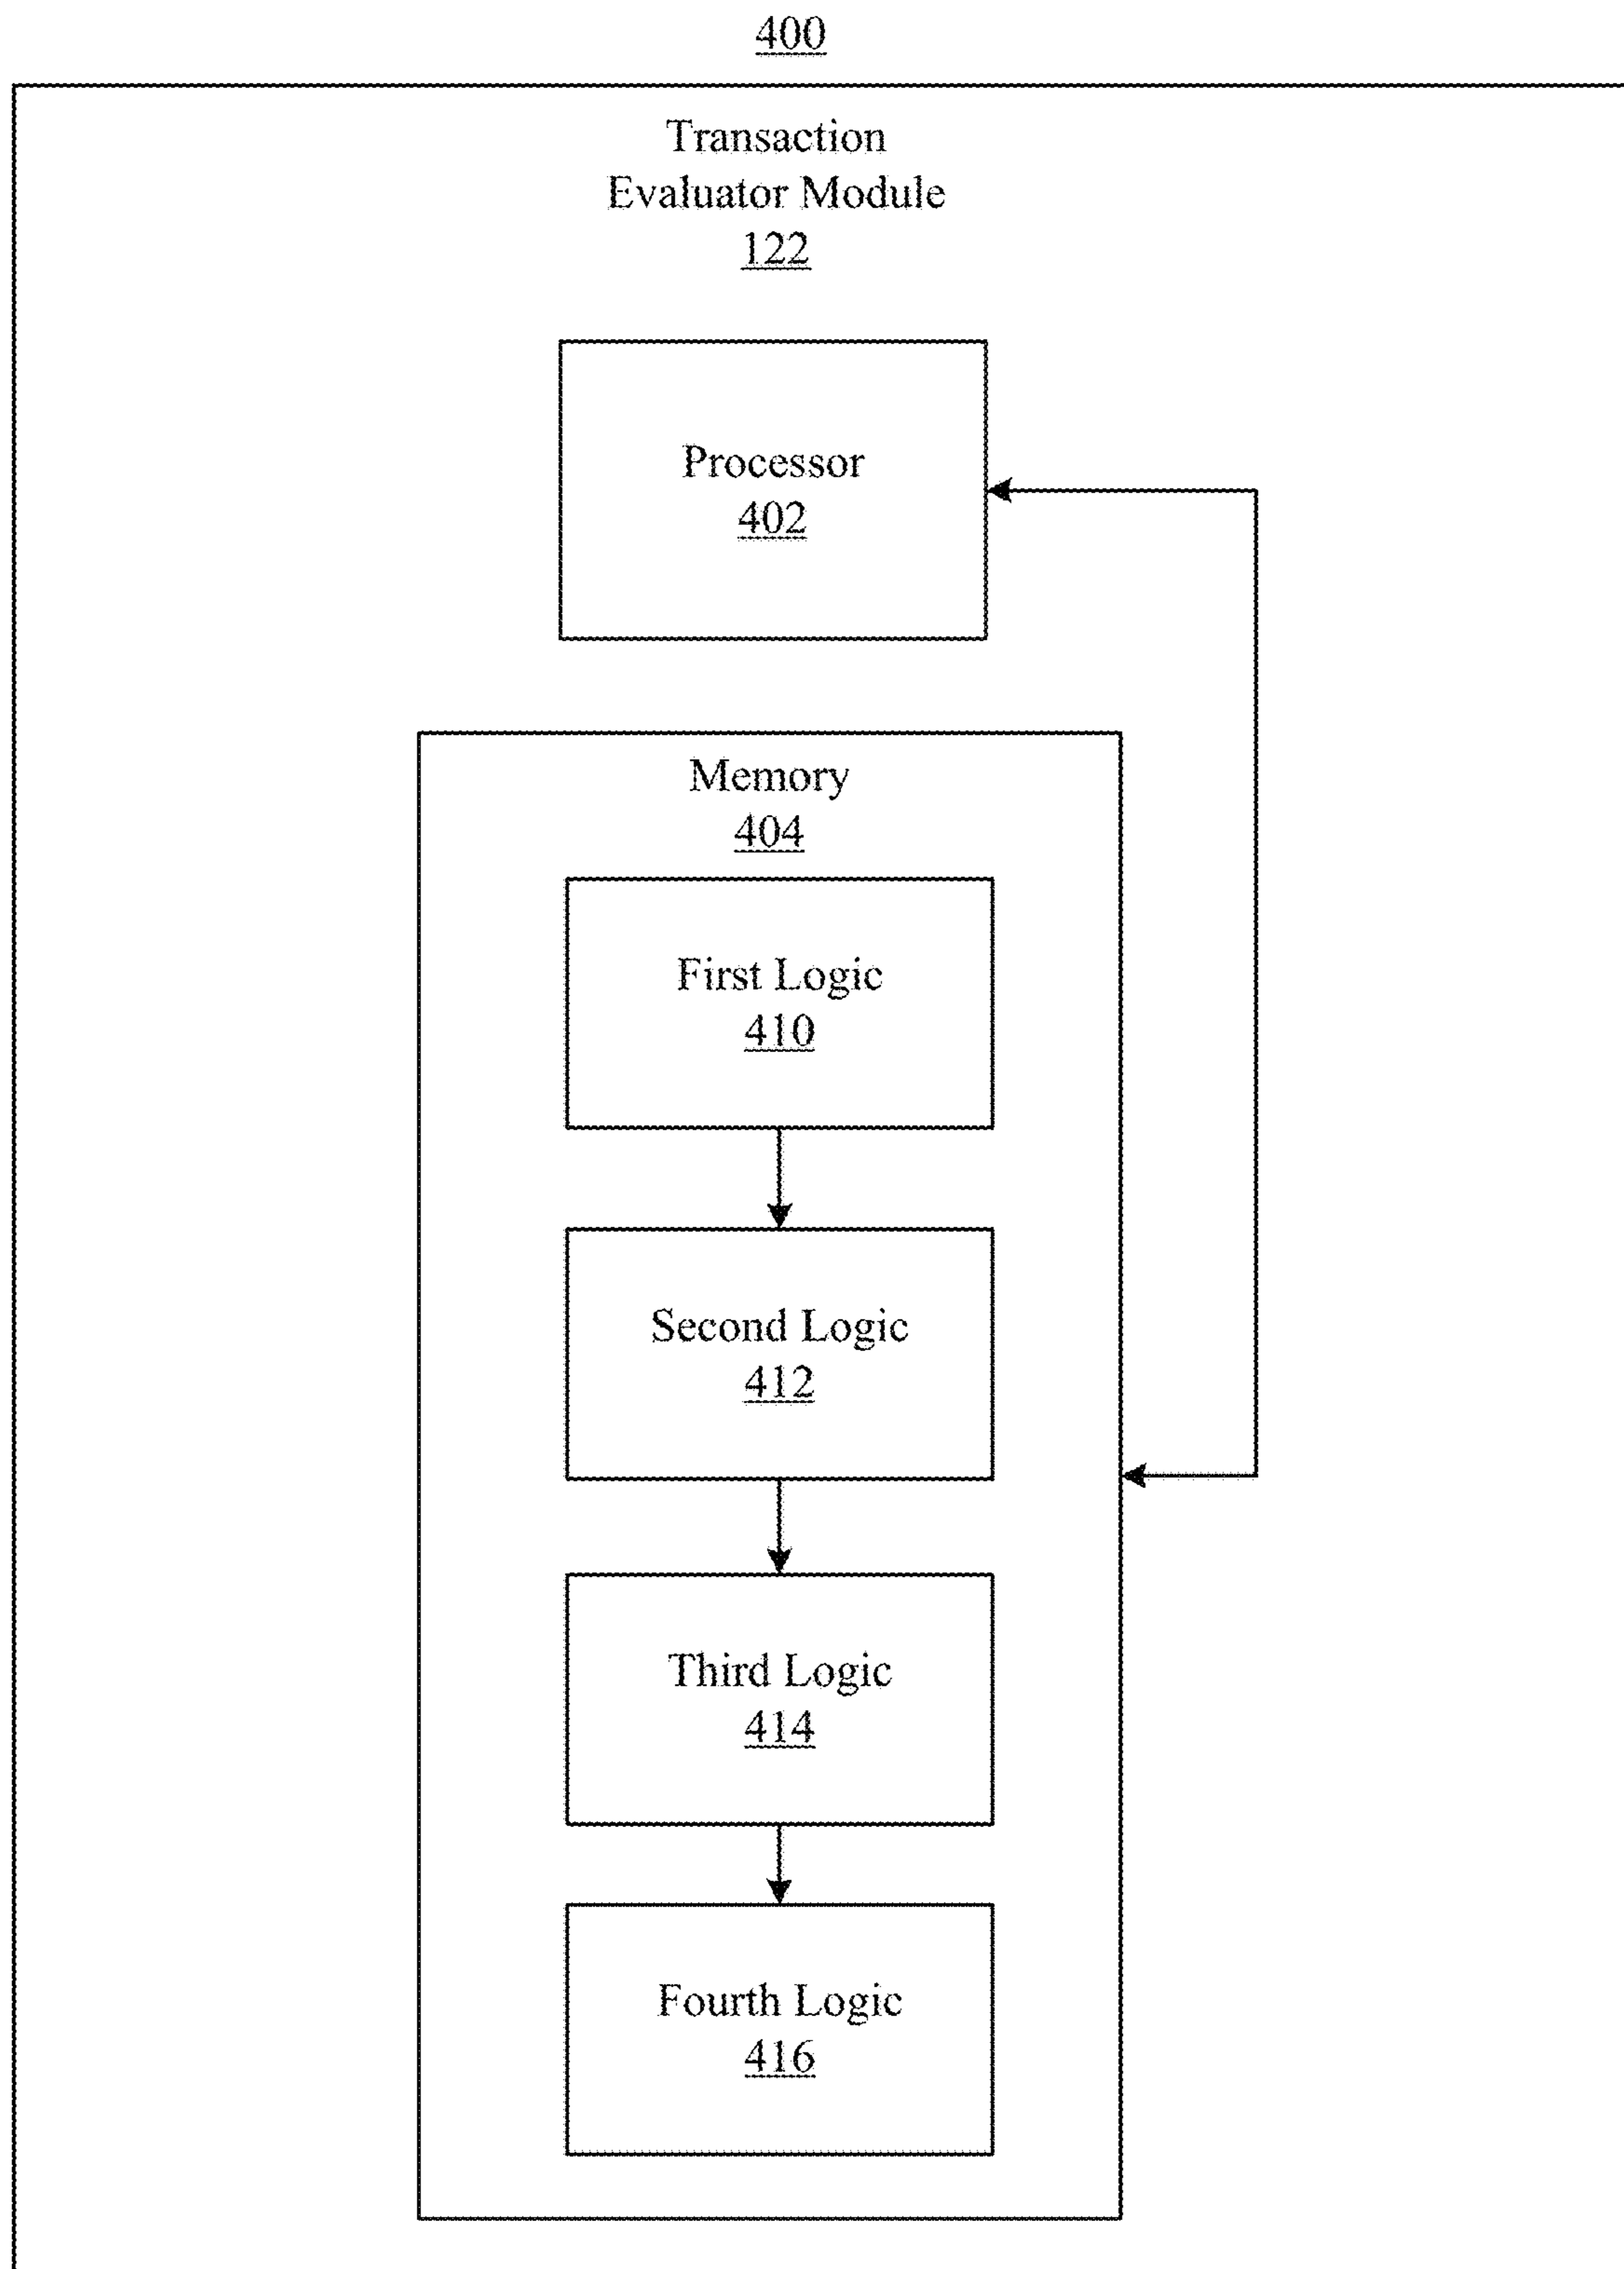 400
Transaction
Evaluator Module
122
Processor
402
Memory
404
First Logic
410
Second Logic
412
Third Logic
414
Fourth Logic
416